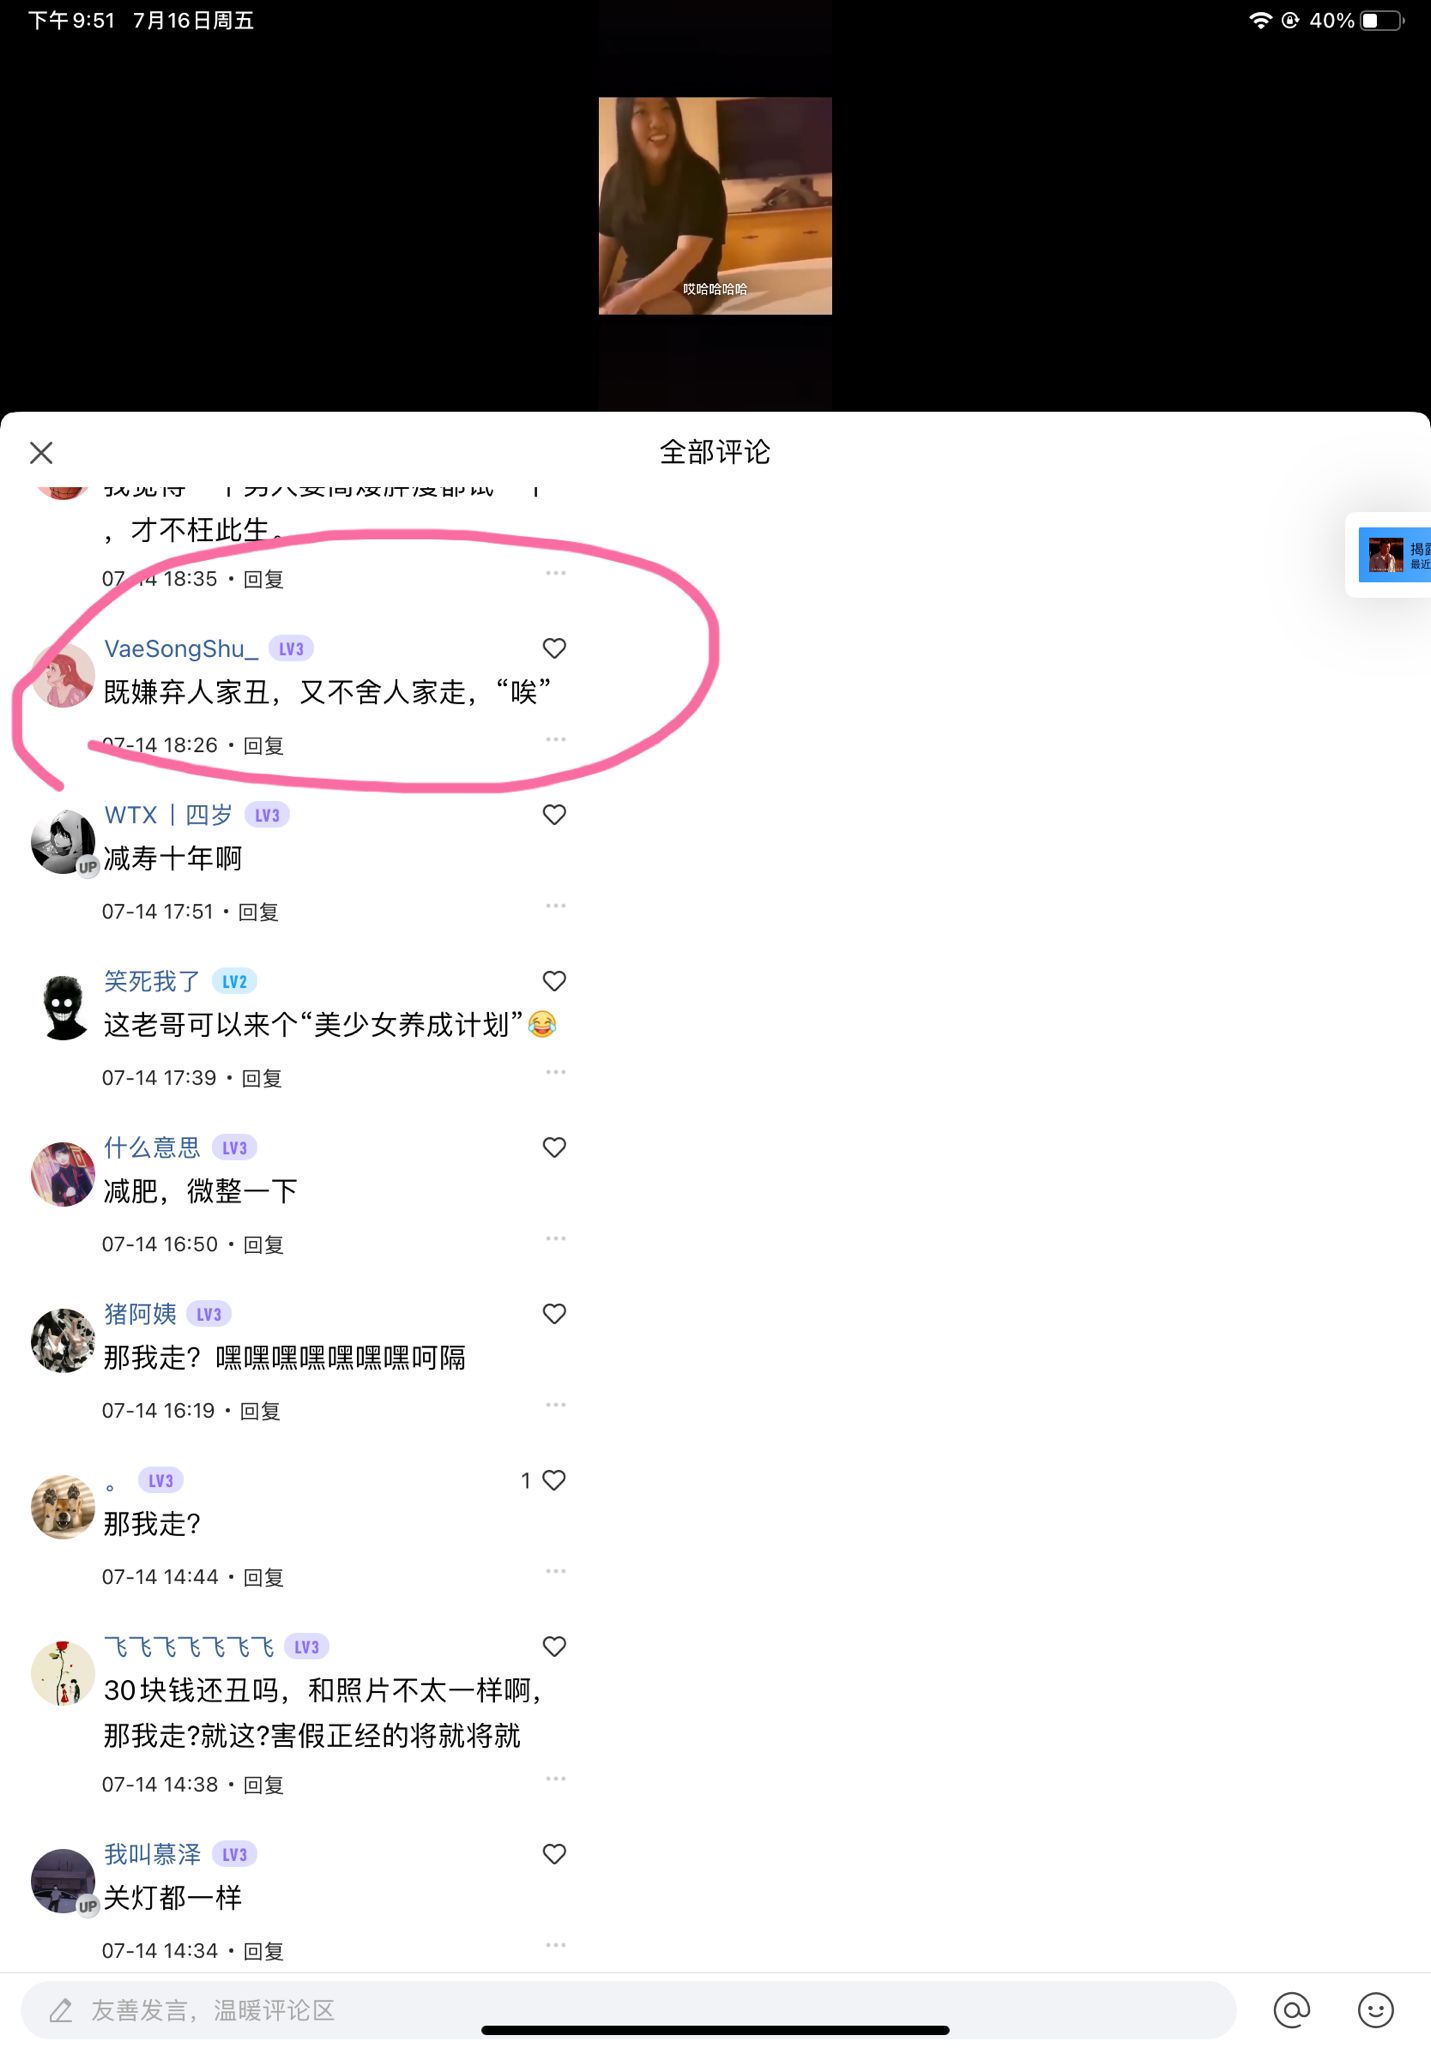 下午9:51 7月16日周五
40%
哎哈哈哈哈
全部评论
，才不枉此生。
07-14 18:35・回复
揭露
最近
VaeSongShu_ LV3
既嫌弃人家丑，又不舍人家走，“唉”
07-14 18:26・回复
WTX丨四岁 LV3
UP
减寿十年啊
07-14 17:51・回复
笑死我了 LV2
这老哥可以来个“美少女养成计划”😂
07-14 17:39・回复
什么意思 LV3
减肥，微整一下
07-14 16:50・回复
猪阿姨 LV3
那我走？嘿嘿嘿嘿嘿嘿嘿呵隔
07-14 16:19・回复
。 LV3
1
那我走?
07-14 14:44・回复
飞飞飞飞飞飞飞 LV3
30块钱还丑吗，和照片不太一样啊，
那我走?就这?害假正经的将就将就
07-14 14:38・回复
我叫慕泽 LV3
UP
关灯都一样
07-14 14:34・回复
友善发言，温暖评论区